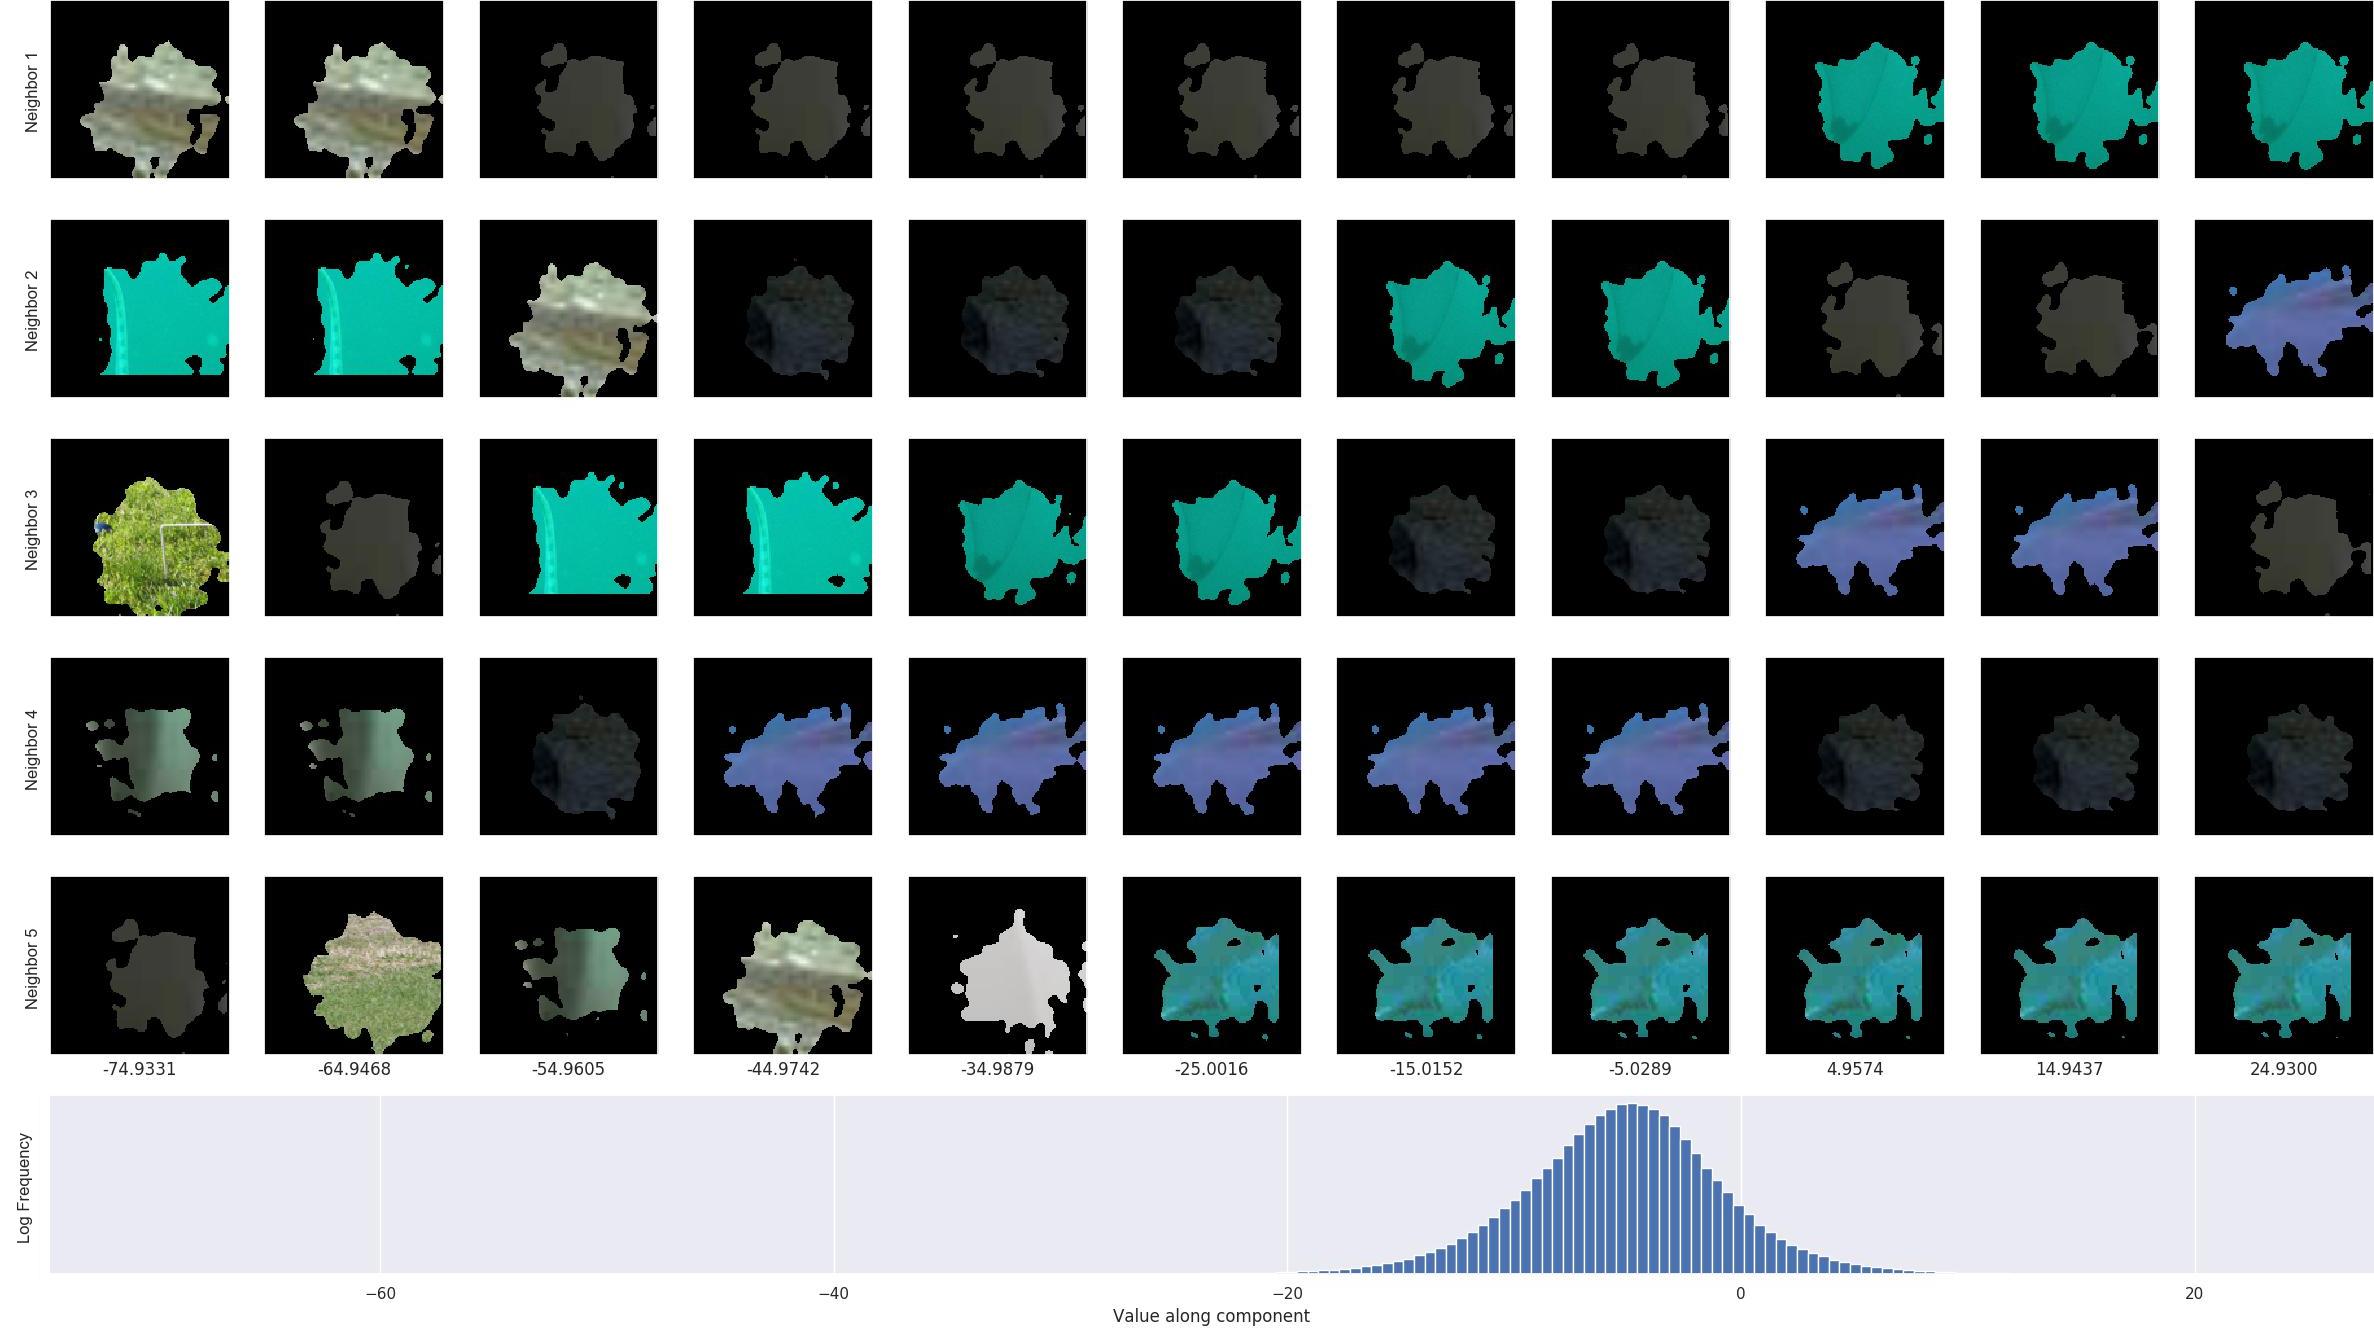 Neighbor 1
Neighbor 2
Neighbor 3
Neighbor 4
Neighbor 5
-74.9331 -64.9468 -54.9605 -44.9742 -34.9879 -25.0016 -15.0152 -5.0289 4.9574 14.9437 24.9300
Log Frequency
−60 −40 −20 0 20
Value along component